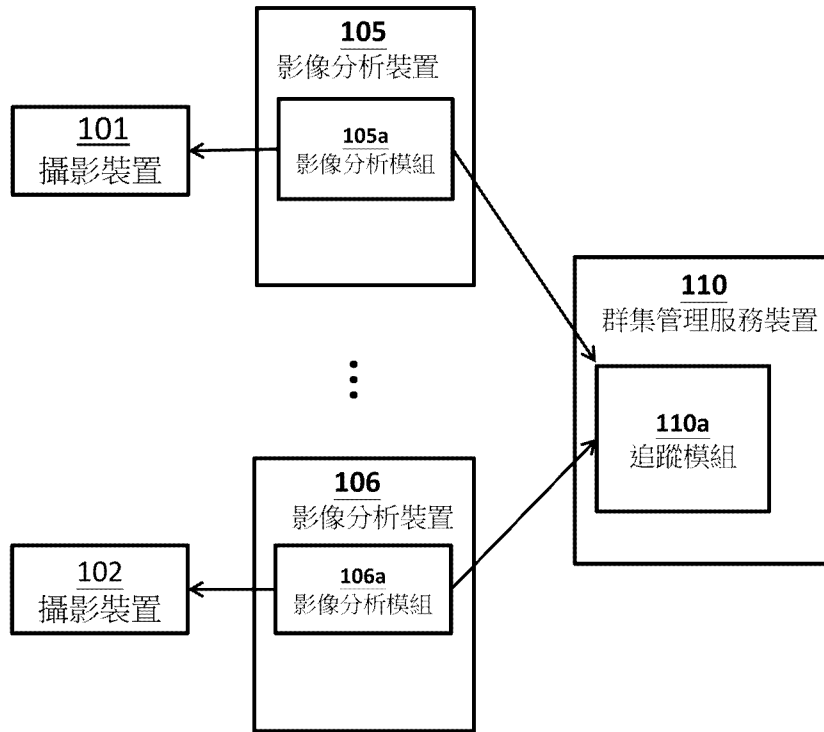 105
影像分析裝置
105a
影像分析模組
101
攝影裝置
110
群集管理服務裝置
110a
追蹤模組
106
影像分析裝置
106a
影像分析模組
102
攝影裝置